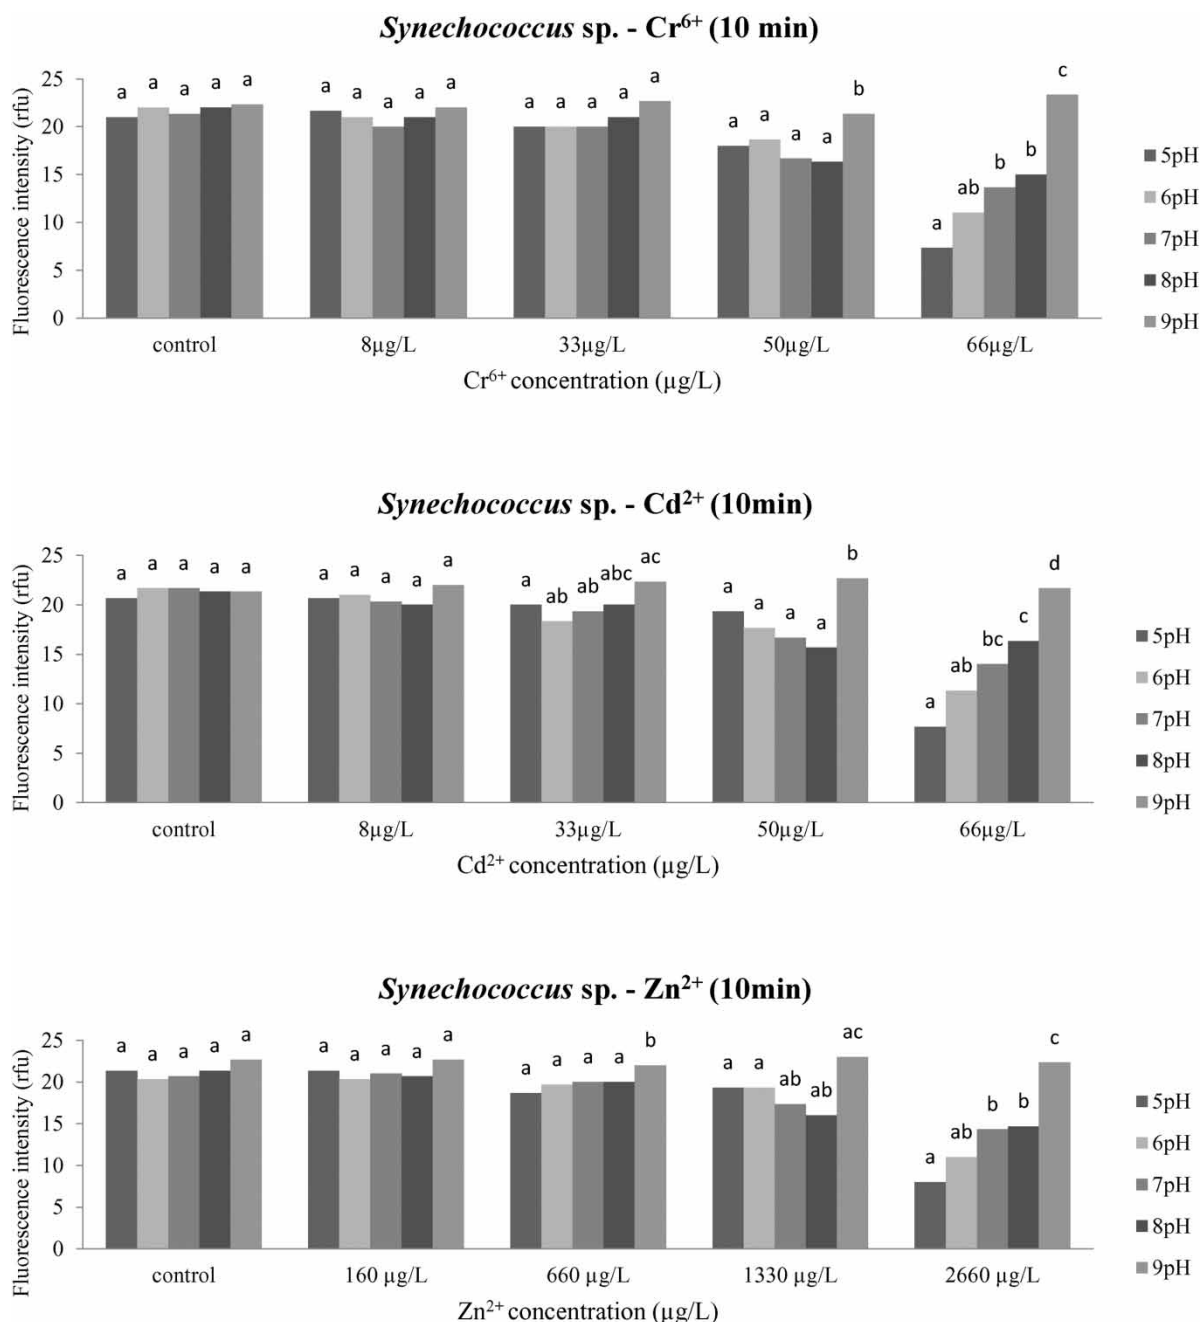 Synechococcus sp. - Cr⁶⁺ (10 min)
Fluorescence intensity (rfu)
25
20
15
10
5
0
a a a a a
a a a a a
a a a a a
a a a a b
a ab b b c
control 8µg/L 33µg/L 50µg/L 66µg/L
Cr⁶⁺ concentration (µg/L)
5pH
6pH
7pH
8pH
9pH
Synechococcus sp. - Cd²⁺ (10min)
Fluorescence intensity (rfu)
25
20
15
10
5
0
a a a a a
a a a a a
a ab ab abc ac
a a a a b
a ab bc c d
control 8µg/L 33µg/L 50µg/L 66µg/L
Cd²⁺ concentration (µg/L)
5pH
6pH
7pH
8pH
9pH
Synechococcus sp. - Zn²⁺ (10min)
Fluorescence intensity (rfu)
25
20
15
10
5
0
a a a a a
a a a a a
a a a a b
a a ab ab ac
a ab b b c
control 160 µg/L 660 µg/L 1330 µg/L 2660 µg/L
Zn²⁺ concentration (µg/L)
5pH
6pH
7pH
8pH
9pH